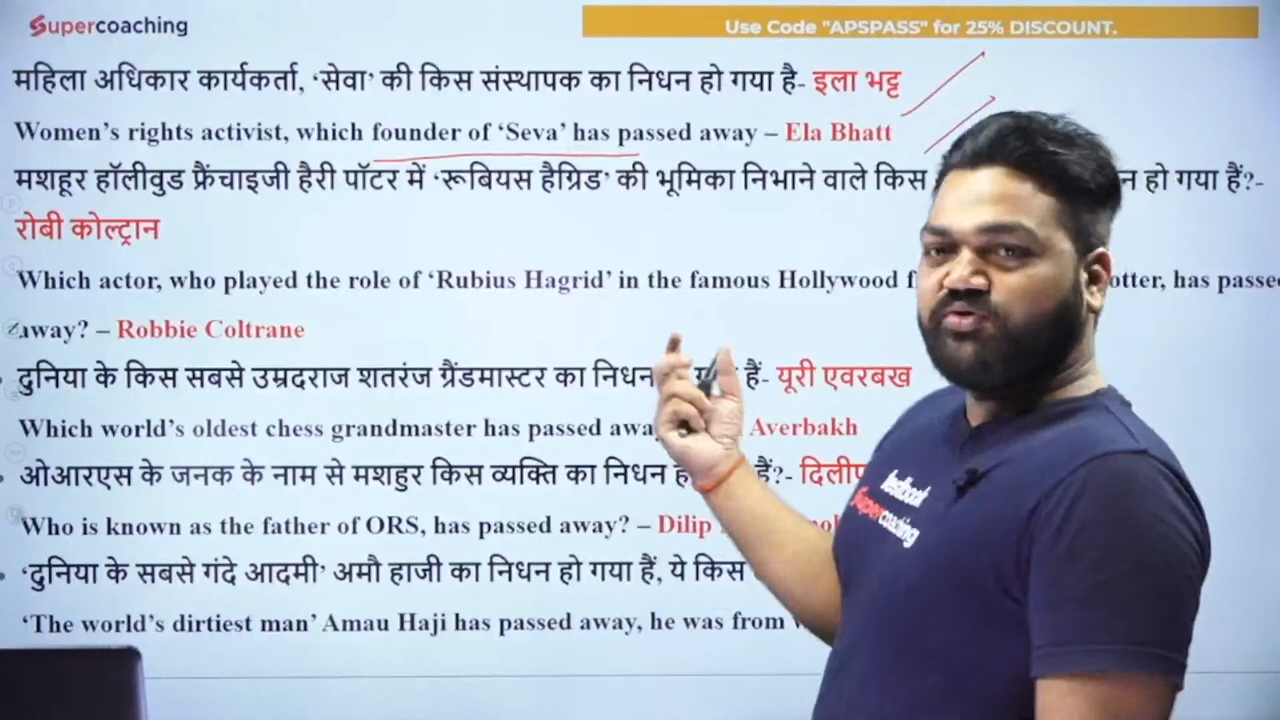 Supercoaching
Use Code "APSPASS" for 25% DISCOUNT.
महिला अधिकार कार्यकर्ता, ‘सेवा’ की किस संस्थापक का निधन हो गया है- इला भट्ट
Women’s rights activist, which founder of ‘Seva’ has passed away – Ela Bhatt
मशहूर हॉलीवुड फ्रैंचाइजी हैरी पॉटर में ‘रूबियस हैग्रिड’ की भूमिका निभाने वाले किस हो गया हैं?-
रोबी कोल्ट्रान
Which actor, who played the role of ‘Rubius Hagrid’ in the famous Hollywood has
away? – Robbie Coltrane
दुनिया के किस सबसे उम्रदराज शतरंज ग्रैंडमास्टर का निधन हैं- यूरी एवरबख
Which world’s oldest chess grandmaster has passed Averbakh
ओआरएस के जनक के नाम से मशहुर किस व्यक्ति का निधन हैं?-
Who is known as the father of ORS, has passed away? – Dilip
‘दुनिया के सबसे गंदे आदमी’ अमौ हाजी का निधन हो गया हैं, ये किस
‘The world’s dirtiest man’ Amau Haji has passed away, he was from
testbook
Supercoaching